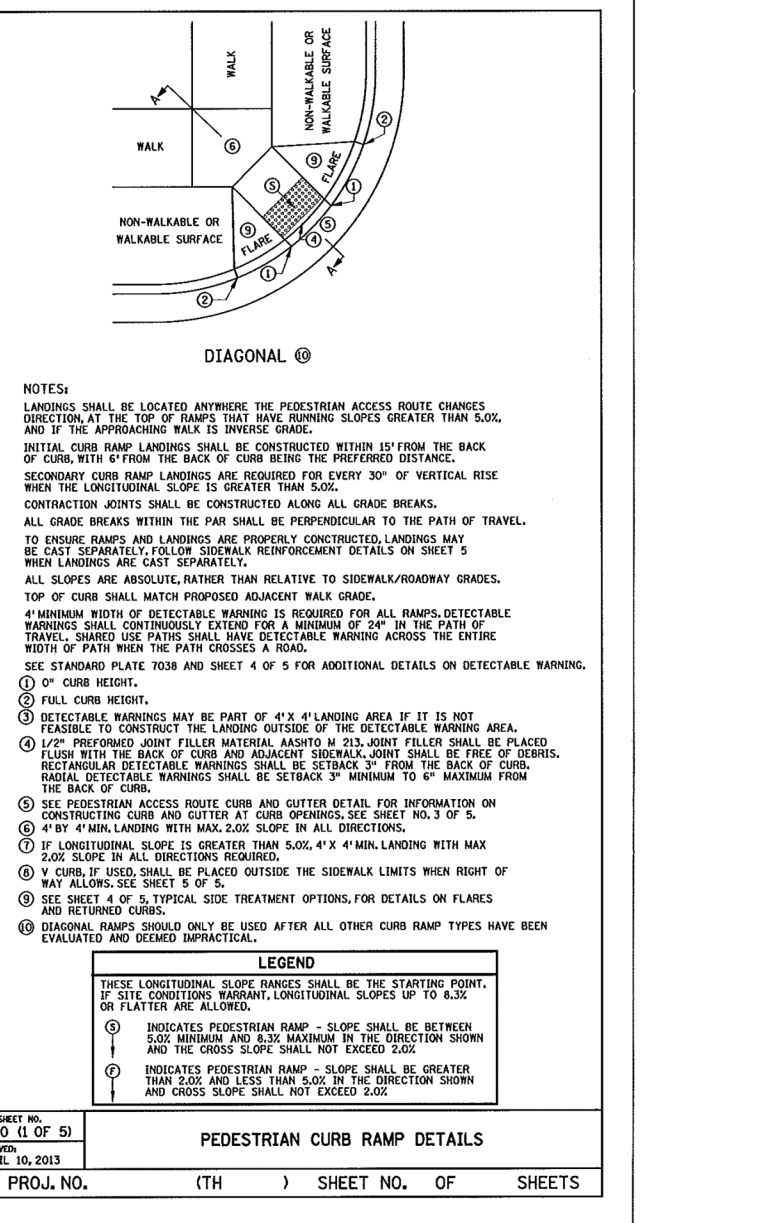 WALK
NON-WALKABLE OR
WALKABLE SURFACE
A
2
WALK
6
9
FLARE
S
1
NON-WALKABLE OR
WALKABLE SURFACE
9
FLARE
5
4
1
A
2
DIAGONAL 10
NOTES:
LANDINGS SHALL BE LOCATED ANYWHERE THE PEDESTRIAN ACCESS ROUTE CHANGES
DIRECTION, AT THE TOP OF RAMPS THAT HAVE RUNNING SLOPES GREATER THAN 5.0%,
AND IF THE APPROACHING WALK IS INVERSE GRADE.
INITIAL CURB RAMP LANDINGS SHALL BE CONSTRUCTED WITHIN 15' FROM THE BACK
OF CURB, WITH 6' FROM THE BACK OF CURB BEING THE PREFERRED DISTANCE.
SECONDARY CURB RAMP LANDINGS ARE REQUIRED FOR EVERY 30" OF VERTICAL RISE
WHEN THE LONGITUDINAL SLOPE IS GREATER THAN 5.0%.
CONTRACTION JOINTS SHALL BE CONSTRUCTED ALONG ALL GRADE BREAKS.
ALL GRADE BREAKS WITHIN THE PAR SHALL BE PERPENDICULAR TO THE PATH OF TRAVEL.
TO ENSURE RAMPS AND LANDINGS ARE PROPERLY CONCTRUCTED, LANDINGS MAY
BE CAST SEPARATELY. FOLLOW SIDEWALK REINFORCEMENT DETAILS ON SHEET 5
WHEN LANDINGS ARE CAST SEPARATELY.
ALL SLOPES ARE ABSOLUTE, RATHER THAN RELATIVE TO SIDEWALK/ROADWAY GRADES.
TOP OF CURB SHALL MATCH PROPOSED ADJACENT WALK GRADE.
4' MINIMUM WIDTH OF DETECTABLE WARNING IS REQUIRED FOR ALL RAMPS. DETECTABLE
WARNINGS SHALL CONTINUOUSLY EXTEND FOR A MINIMUM OF 24" IN THE PATH OF
TRAVEL. SHARED USE PATHS SHALL HAVE DETECTABLE WARNING ACROSS THE ENTIRE
WIDTH OF PATH WHEN THE PATH CROSSES A ROAD.
SEE STANDARD PLATE 7038 AND SHEET 4 OF 5 FOR ADDITIONAL DETAILS ON DETECTABLE WARNING.
1 0" CURB HEIGHT.
2 FULL CURB HEIGHT.
3 DETECTABLE WARNINGS MAY BE PART OF 4' X 4' LANDING AREA IF IT IS NOT
FEASIBLE TO CONSTRUCT THE LANDING OUTSIDE OF THE DETECTABLE WARNING AREA.
4 1/2" PREFORMED JOINT FILLER MATERIAL AASHTO M 213. JOINT FILLER SHALL BE PLACED
FLUSH WITH THE BACK OF CURB AND ADJACENT SIDEWALK. JOINT SHALL BE FREE OF DEBRIS.
RECTANGULAR DETECTABLE WARNINGS SHALL BE SETBACK 3" FROM THE BACK OF CURB.
RADIAL DETECTABLE WARNINGS SHALL BE SETBACK 3" MINIMUM TO 6" MAXIMUM FROM
THE BACK OF CURB.
5 SEE PEDESTRIAN ACCESS ROUTE CURB AND GUTTER DETAIL FOR INFORMATION ON
CONSTRUCTING CURB AND GUTTER AT CURB OPENINGS, SEE SHEET NO. 3 OF 5.
6 4' BY 4' MIN. LANDING WITH MAX. 2.0% SLOPE IN ALL DIRECTIONS.
7 IF LONGITUDINAL SLOPE IS GREATER THAN 5.0%, 4' X 4' MIN. LANDING WITH MAX
2.0% SLOPE IN ALL DIRECTIONS REQUIRED.
8 V CURB, IF USED, SHALL BE PLACED OUTSIDE THE SIDEWALK LIMITS WHEN RIGHT OF
WAY ALLOWS. SEE SHEET 5 OF 5.
9 SEE SHEET 4 OF 5, TYPICAL SIDE TREATMENT OPTIONS, FOR DETAILS ON FLARES
AND RETURNED CURBS.
10 DIAGONAL RAMPS SHOULD ONLY BE USED AFTER ALL OTHER CURB RAMP TYPES HAVE BEEN
EVALUATED AND DEEMED IMPRACTICAL.
LEGEND
THESE LONGITUDINAL SLOPE RANGES SHALL BE THE STARTING POINT.
IF SITE CONDITIONS WARRANT, LONGITUDINAL SLOPES UP TO 8.3%
OR FLATTER ARE ALLOWED.
S INDICATES PEDESTRIAN RAMP - SLOPE SHALL BE BETWEEN
5.0% MINIMUM AND 8.3% MAXIMUM IN THE DIRECTION SHOWN
AND THE CROSS SLOPE SHALL NOT EXCEED 2.0%
F INDICATES PEDESTRIAN RAMP - SLOPE SHALL BE GREATER
THAN 2.0% AND LESS THAN 5.0% IN THE DIRECTION SHOWN
AND CROSS SLOPE SHALL NOT EXCEED 2.0%
SHEET NO.
0 (1 OF 5)
VED:
IL 10, 2013
PEDESTRIAN CURB RAMP DETAILS
PROJ. NO. (TH ) SHEET NO. OF SHEETS